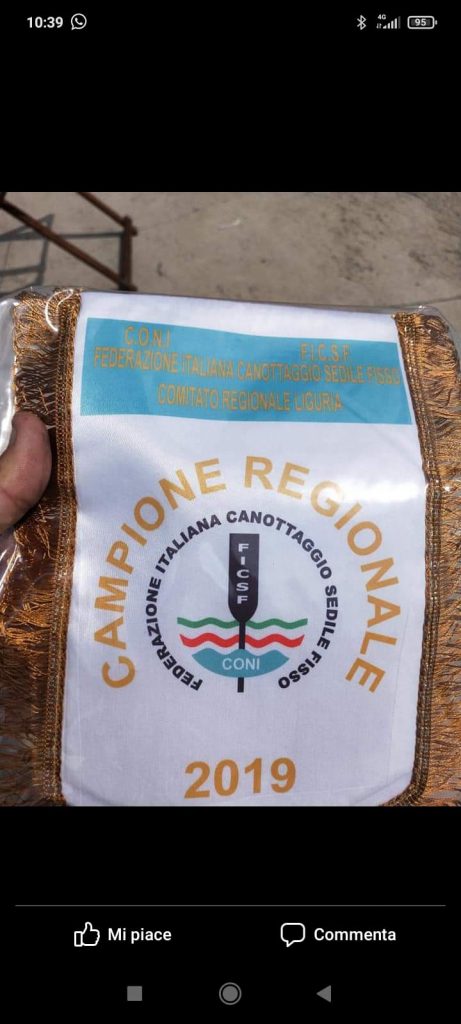 10:39
4G
95
C.O.N.I F.I.C.S.F.
FEDERAZIONE ITALIANA CANOTTAGGIO SEDILE FISSO
COMITATO REGIONALE LIGURIA
CAMPIONE REGIONALE
FEDERAZIONE ITALIANA CANOTTAGGIO SEDILE FISSO
FICSF
CONI
2019
Mi piace
Commenta